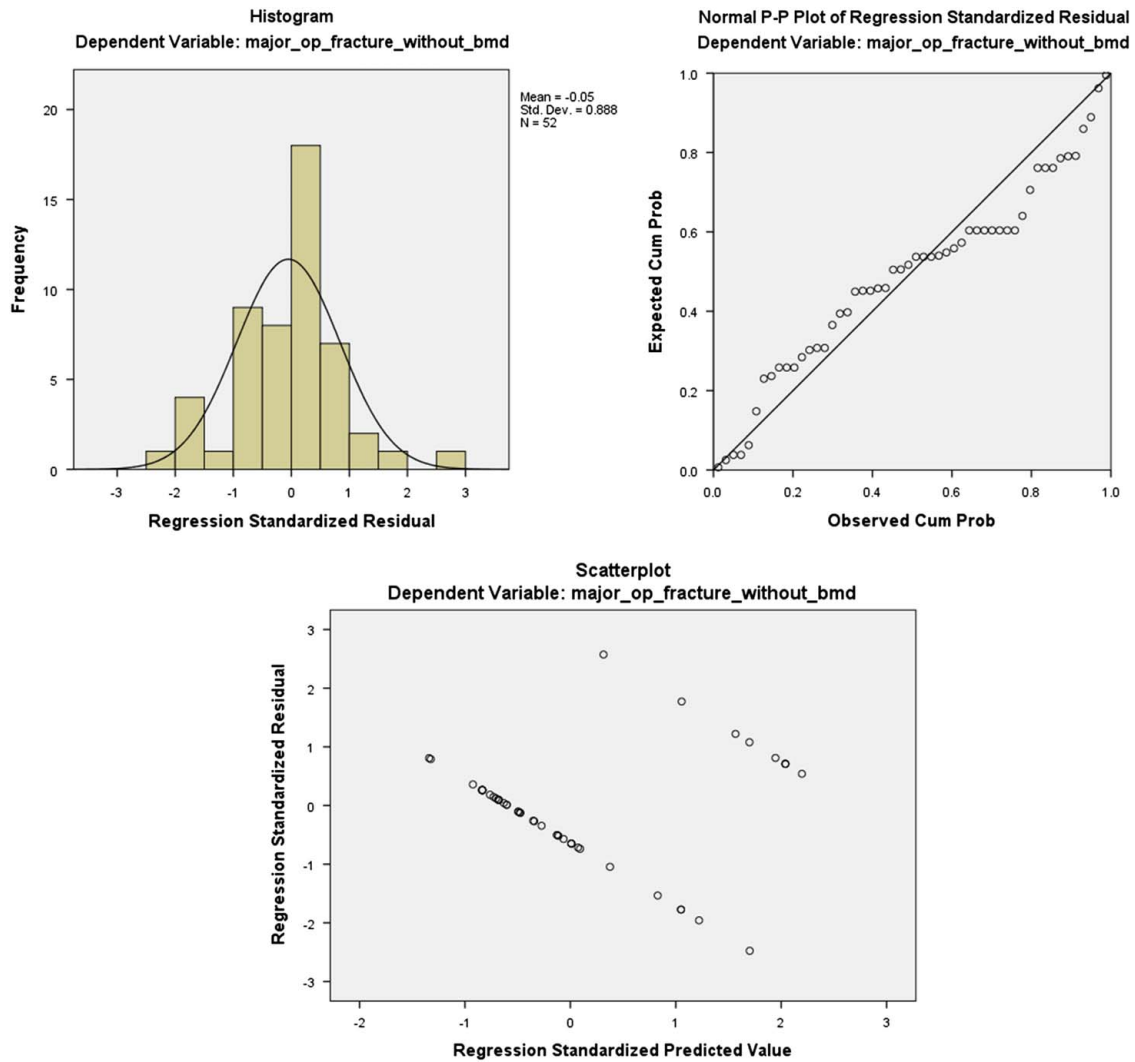 Histogram
Dependent Variable: major_op_fracture_without_bmd
Mean = -0.05
Std. Dev. = 0.888
N = 52
Frequency
20
15
10
5
0
-3 -2 -1 0 1 2 3
Regression Standardized Residual
Normal P-P Plot of Regression Standardized Residual
Dependent Variable: major_op_fracture_without_bmd
Expected Cum Prob
1.0
0.8
0.6
0.4
0.2
0.0
0.0 0.2 0.4 0.6 0.8 1.0
Observed Cum Prob
Scatterplot
Dependent Variable: major_op_fracture_without_bmd
Regression Standardized Residual
3
2
1
0
-1
-2
-3
-2 -1 0 1 2 3
Regression Standardized Predicted Value